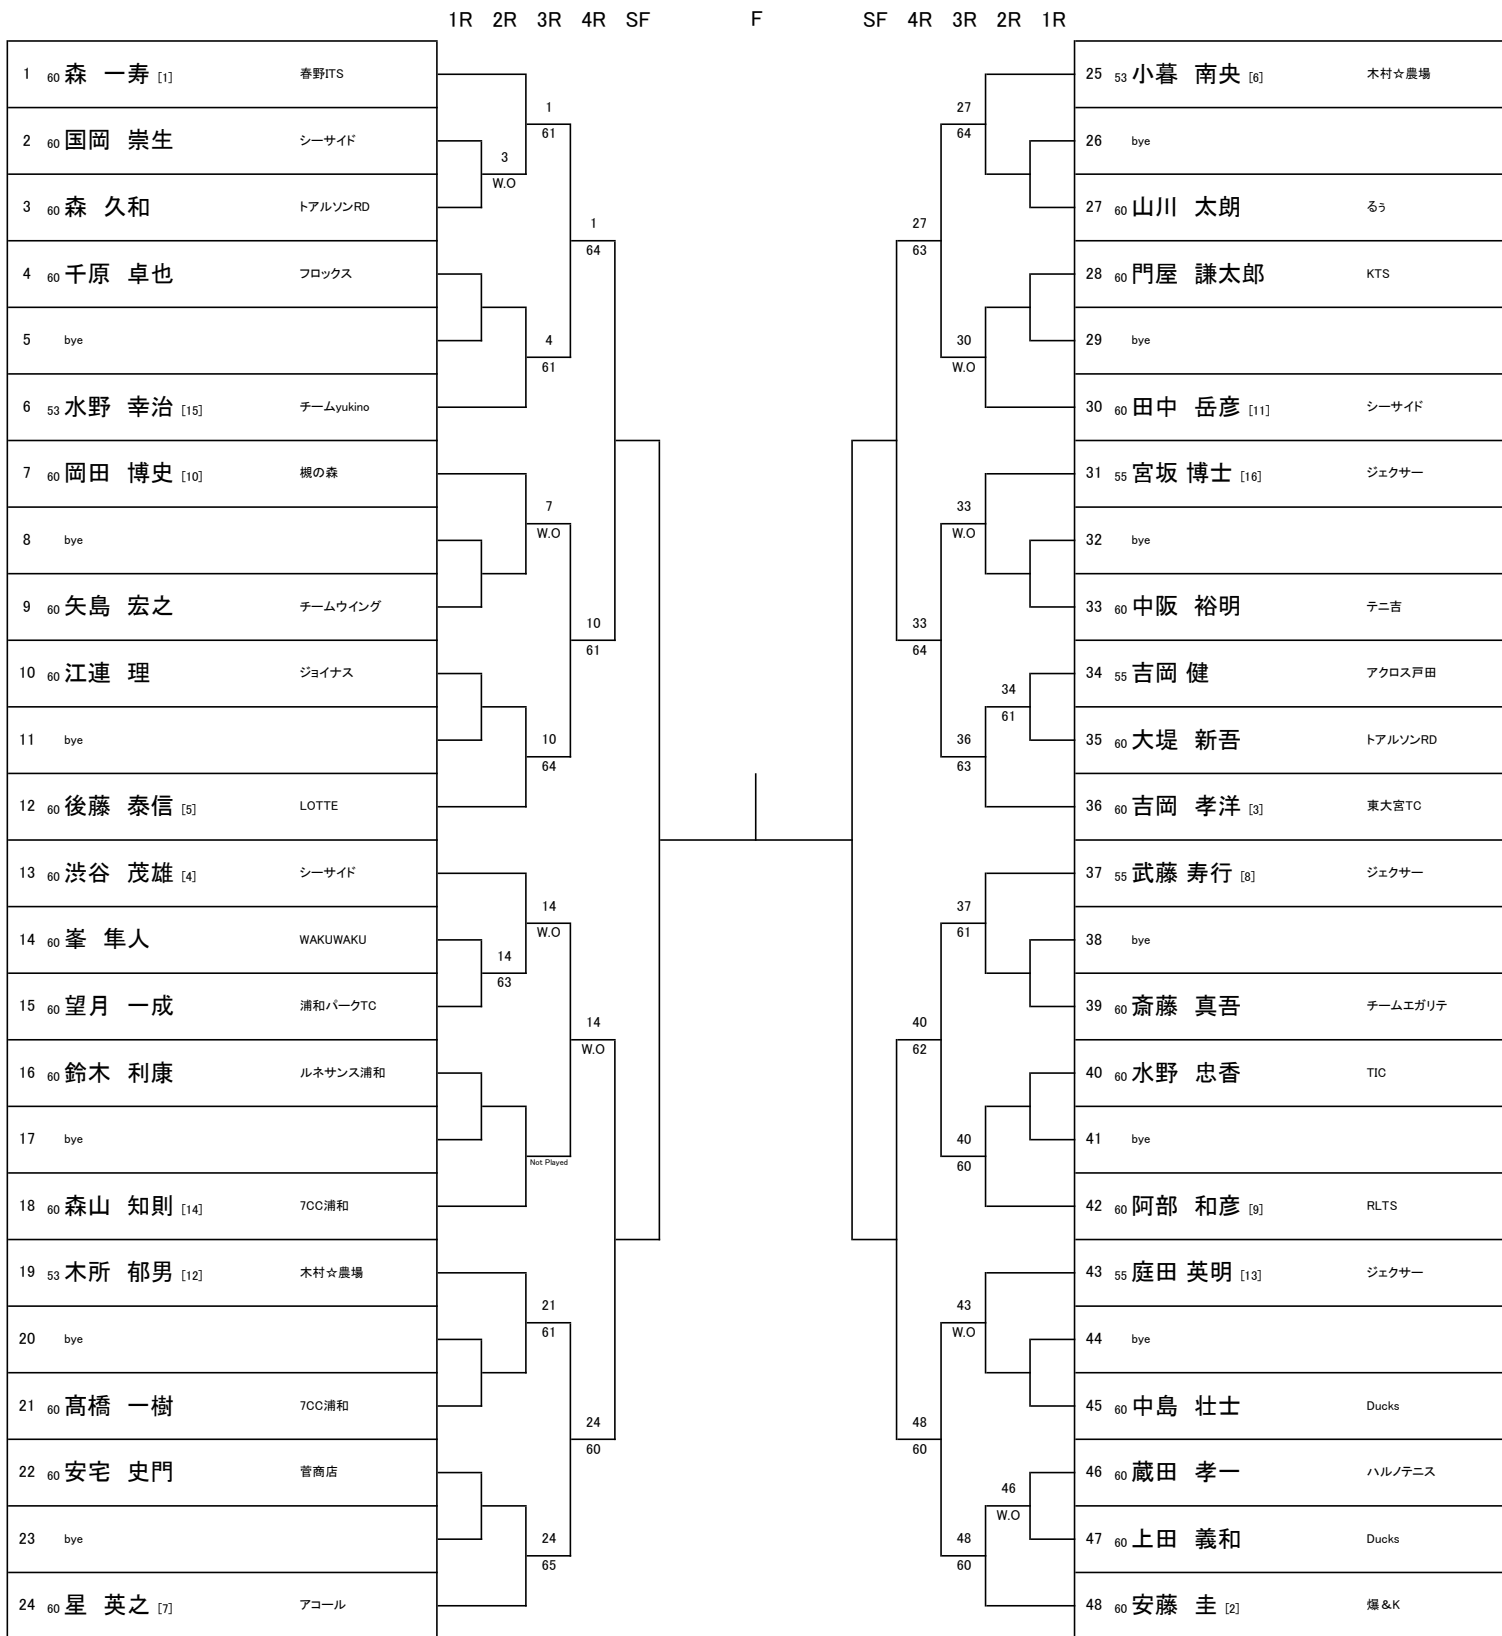 1R 2R 3R 4R SF F SF 4R 3R 2R 1R
1 60 森 一寿 [1] 春野ITS
2 60 国岡 崇生 シーサイド
3 60 森 久和 トアルソンRD
4 60 千原 卓也 フロックス
5 bye
6 53 水野 幸治 [15] チームyukino
7 60 岡田 博史 [10] 槻の森
8 bye
9 60 矢島 宏之 チームウイング
10 60 江連 理 ジョイナス
11 bye
12 60 後藤 泰信 [5] LOTTE
13 60 渋谷 茂雄 [4] シーサイド
14 60 峯 隼人 WAKUWAKU
15 60 望月 一成 浦和パークTC
16 60 鈴木 利康 ルネサンス浦和
17 bye
18 60 森山 知則 [14] 7CC浦和
19 53 木所 郁男 [12] 木村☆農場
20 bye
21 60 髙橋 一樹 7CC浦和
22 60 安宅 史門 菅商店
23 bye
24 60 星 英之 [7] アコール
3
W.O
14
63
1
61
4
61
7
W.O
10
64
14
W.O
Not Played
21
61
24
65
1
64
10
61
14
W.O
24
60
27
63
33
64
40
62
48
60
27
64
30
W.O
33
W.O
36
63
37
61
40
60
43
W.O
48
60
34
61
46
W.O
25 53 小暮 南央 [6] 木村☆農場
26 bye
27 60 山川 太朗 るぅ
28 60 門屋 謙太郎 KTS
29 bye
30 60 田中 岳彦 [11] シーサイド
31 55 宮坂 博士 [16] ジェクサー
32 bye
33 60 中阪 裕明 テニ吉
34 55 吉岡 健 アクロス戸田
35 60 大堤 新吾 トアルソンRD
36 60 吉岡 孝洋 [3] 東大宮TC
37 55 武藤 寿行 [8] ジェクサー
38 bye
39 60 斎藤 真吾 チームエガリテ
40 60 水野 忠香 TIC
41 bye
42 60 阿部 和彦 [9] RLTS
43 55 庭田 英明 [13] ジェクサー
44 bye
45 60 中島 壮士 Ducks
46 60 蔵田 孝一 ハルノテニス
47 60 上田 義和 Ducks
48 60 安藤 圭 [2] 爆&K